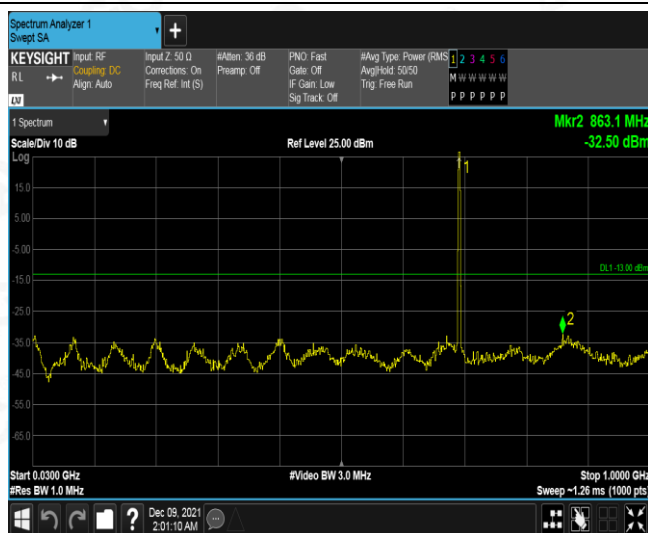 Spectrum Analyzer 1
Swept SA
KEYSIGHT
RL
LXI
Input: RF
Coupling: DC
Align: Auto
Input Z: 50 Ω
Corrections: On
Freq Ref: Int (S)
#Atten: 36 dB
Preamp: Off
PNO: Fast
Gate: Off
IF Gain: Low
Sig Track: Off
#Avg Type: Power (RMS
Avg|Hold: 50/50
Trig: Free Run
1 2 3 4 5 6
M W W W W W
P P P P P P
1 Spectrum
Scale/Div 10 dB
Ref Level 25.00 dBm
Mkr2 863.1 MHz
-32.50 dBm
Log
15.0
5.00
-5.00
-15.0
-25.0
-35.0
-45.0
-55.0
-65.0
1
DL1 -13.00 dBm
2
Start 0.0300 GHz
#Res BW 1.0 MHz
#Video BW 3.0 MHz
Stop 1.0000 GHz
Sweep ~1.26 ms (1000 pts)
?
Dec 09, 2021
2:01:10 AM